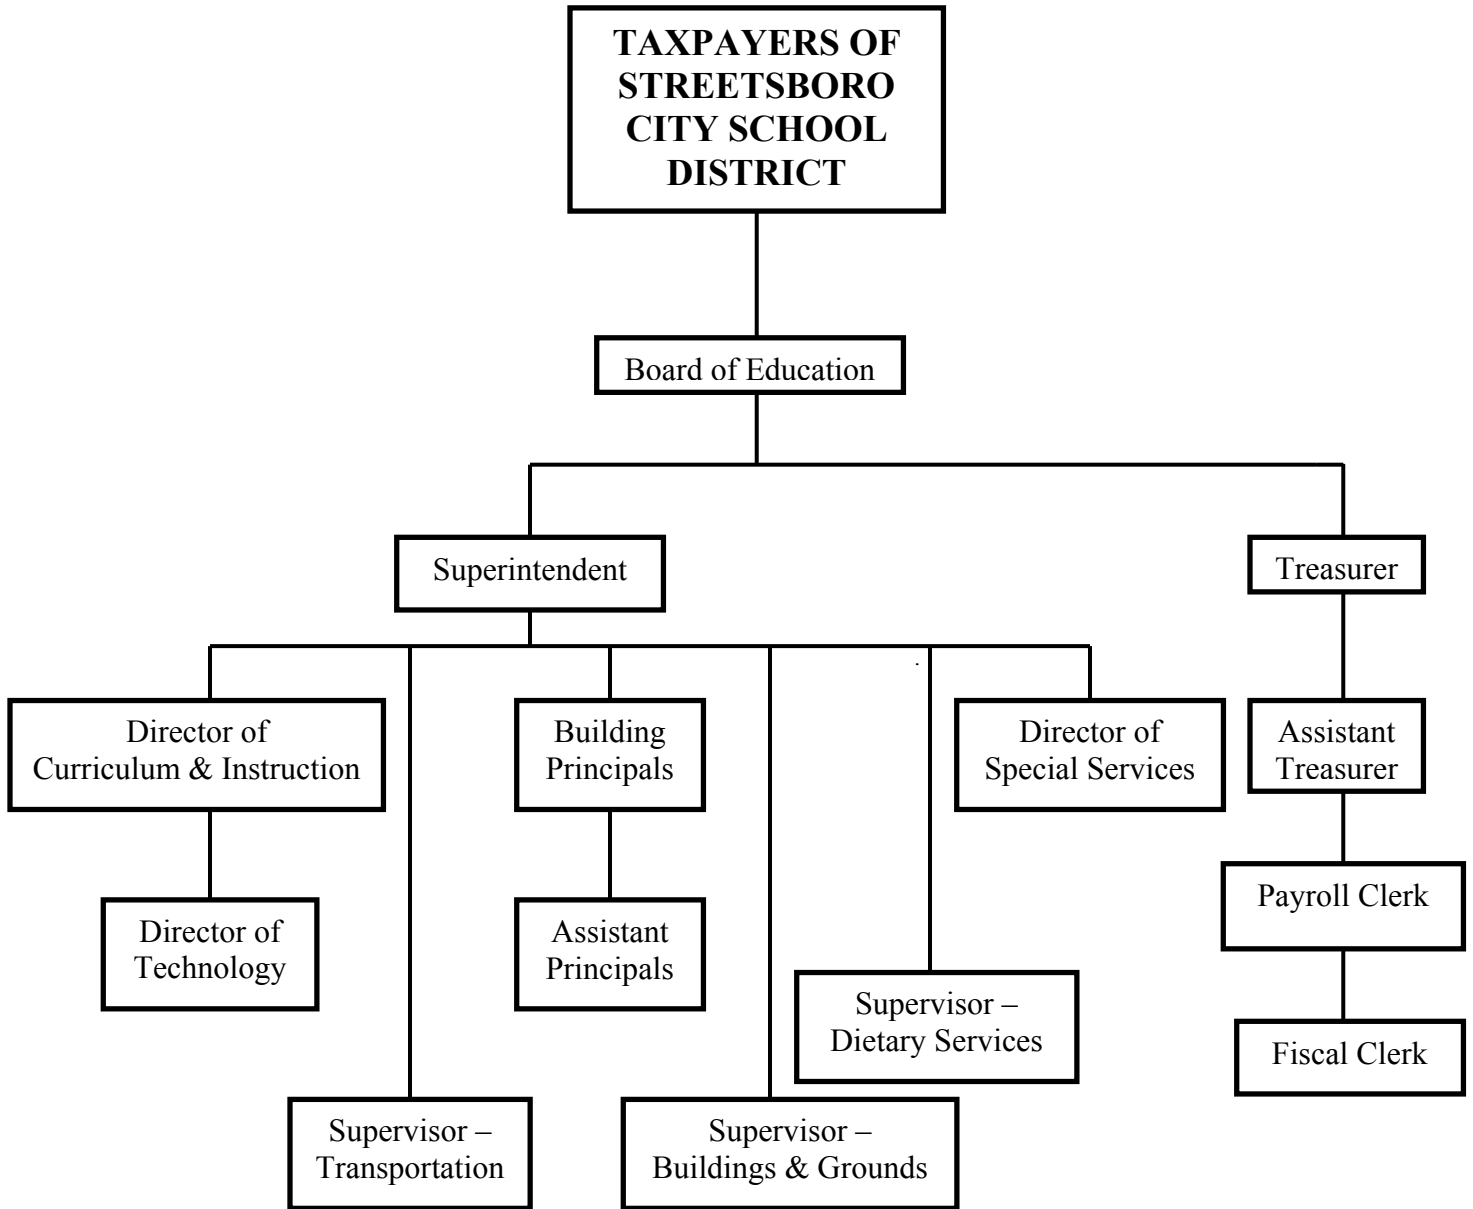 TAXPAYERS OF
STREETSBORO
CITY SCHOOL
DISTRICT
Board of Education
Superintendent
Treasurer
Director of
Curriculum & Instruction
Building
Principals
Director of
Special Services
Assistant
Treasurer
Payroll Clerk
Director of
Technology
Assistant
Principals
Supervisor –
Dietary Services
Fiscal Clerk
Supervisor –
Transportation
Supervisor –
Buildings & Grounds